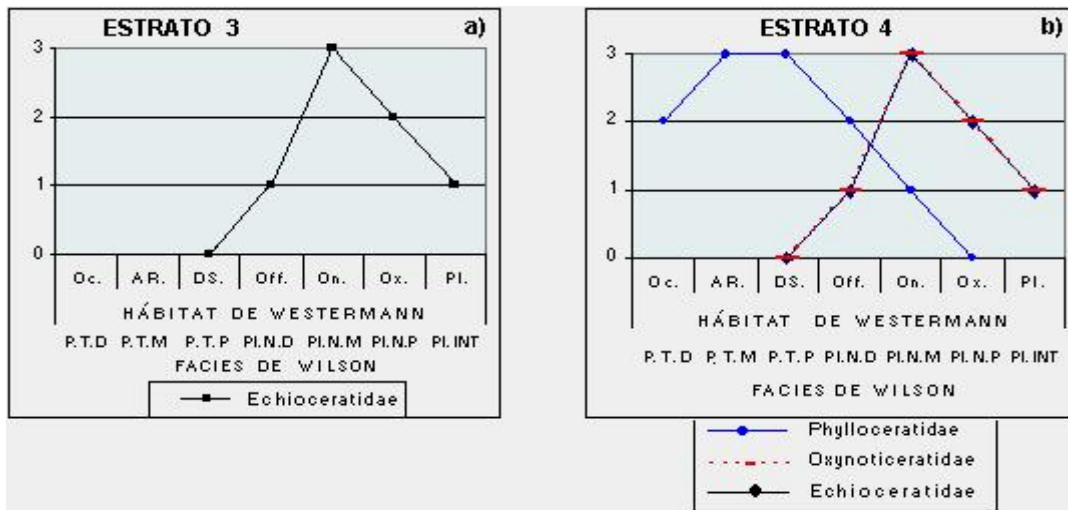 ESTRATO 3 a)
3
2
1
0
Oc. AR. DS. Off. On. Ox. Pl.
HÁBITAT DE WESTERMANN
P.T.D P.T.M P.T.P Pl.N.D Pl.N.M Pl.N.P Pl.INT
FACIES DE WILSON
Echioceratidae
ESTRATO 4 b)
3
2
1
0
Oc. AR. DS. Off. On. Ox. Pl.
HÁBITAT DE WESTERMANN
P.T.D P.T.M P.T.P Pl.N.D Pl.N.M Pl.N.P Pl.INT
FACIES DE WILSON
Phylloceratidae
Oxynoticeratidae
Echioceratidae